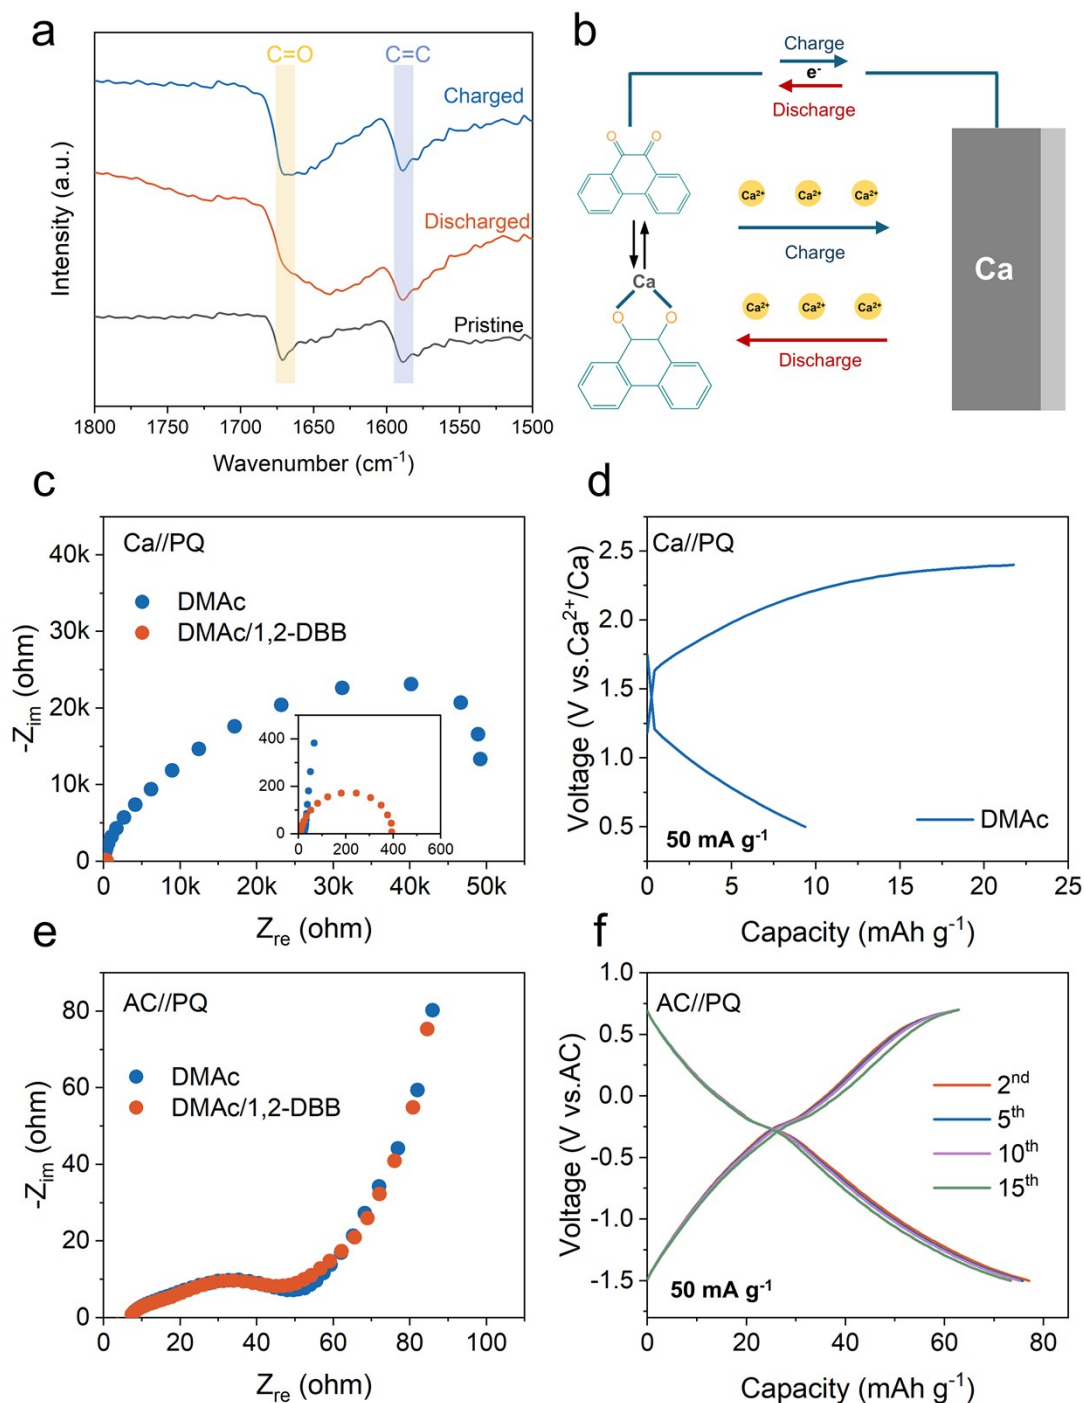 a
C=O
C=C
Charged
Discharged
Pristine
Intensity (a.u.)
1800 1750 1700 1650 1600 1550 1500
Wavenumber (cm⁻¹)
b
Charge
e⁻
Discharge
O O
Ca
O O
Ca²⁺ Ca²⁺ Ca²⁺
Charge
Ca²⁺ Ca²⁺ Ca²⁺
Discharge
Ca
c
Ca//PQ
DMAc
DMAc/1,2-DBB
40k
30k
20k
10k
0
-Z_im (ohm)
400
200
0
0 200 400 600
0 10k 20k 30k 40k 50k
Z_re (ohm)
d
Ca//PQ
2.5
2.0
1.5
1.0
0.5
Voltage (V vs.Ca²⁺/Ca)
DMAc
50 mA g⁻¹
0 5 10 15 20 25
Capacity (mAh g⁻¹)
e
AC//PQ
DMAc
DMAc/1,2-DBB
80
60
40
20
0
-Z_im (ohm)
0 20 40 60 80 100
Z_re (ohm)
f
AC//PQ
1.0
0.5
0.0
-0.5
-1.0
-1.5
Voltage (V vs.AC)
2ⁿᵈ
5ᵗʰ
10ᵗʰ
15ᵗʰ
50 mA g⁻¹
0 20 40 60 80
Capacity (mAh g⁻¹)